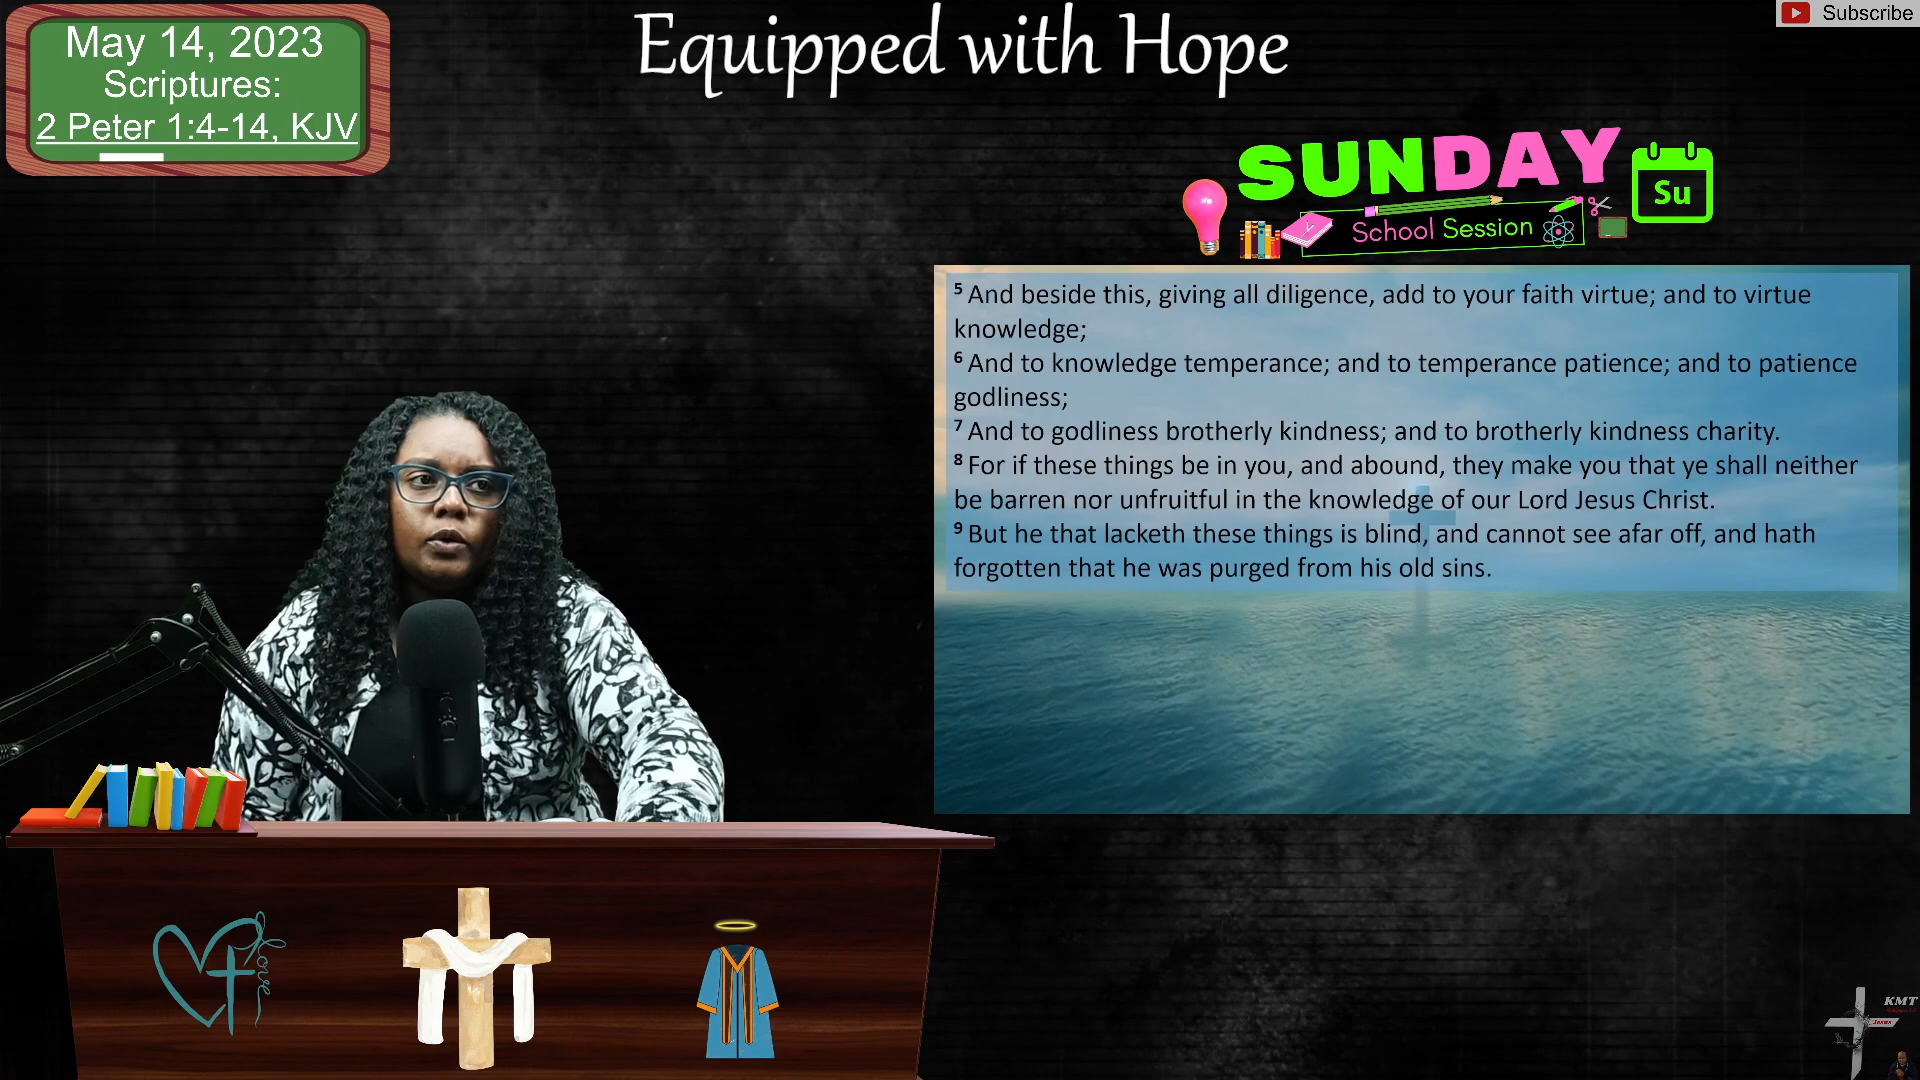 May 14, 2023
Scriptures:
2 Peter 1:4-14, KJV
Equipped with Hope
Subscribe
SUNDAY
Su
School Session
5 And beside this, giving all diligence, add to your faith virtue; and to virtue
knowledge;
6 And to knowledge temperance; and to temperance patience; and to patience
godliness;
7 And to godliness brotherly kindness; and to brotherly kindness charity.
8 For if these things be in you, and abound, they make you that ye shall neither
be barren nor unfruitful in the knowledge of our Lord Jesus Christ.
9 But he that lacketh these things is blind, and cannot see afar off, and hath
forgotten that he was purged from his old sins.
Love
KMT
Jesus